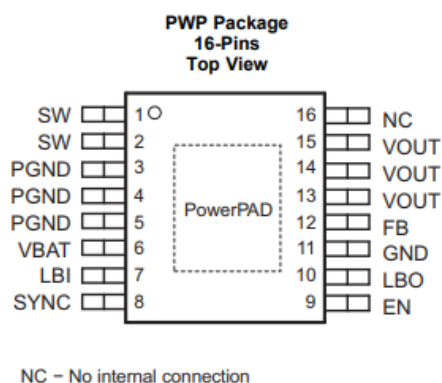 PWP Package
16-Pins
Top View
SW 1 16 NC
SW 2 15 VOUT
PGND 3 14 VOUT
PGND 4 13 VOUT
PGND 5 12 FB
VBAT 6 11 GND
LBI 7 10 LBO
SYNC 8 9 EN
PowerPAD
NC – No internal connection